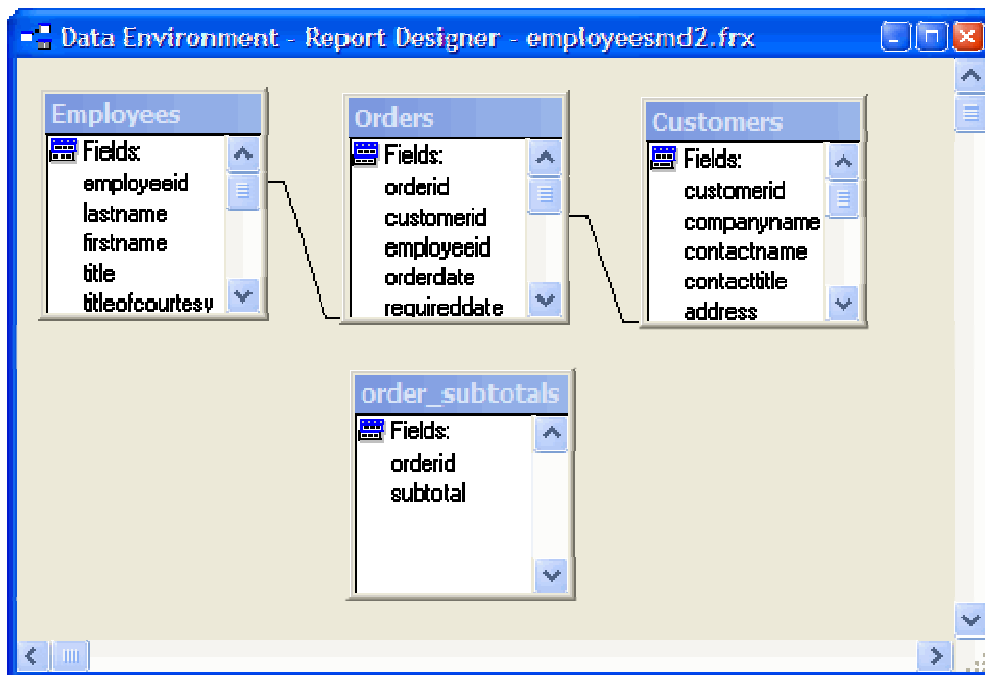 Data Environment - Report Designer - employeesmd2.frx
Employees
Fields:
employeeid
lastname
firstname
title
titleofcourtesy
Orders
Fields:
orderid
customerid
employeeid
orderdate
requireddate
Customers
Fields:
customerid
companyname
contactname
contacttitle
address
order_subtotals
Fields:
orderid
subtotal